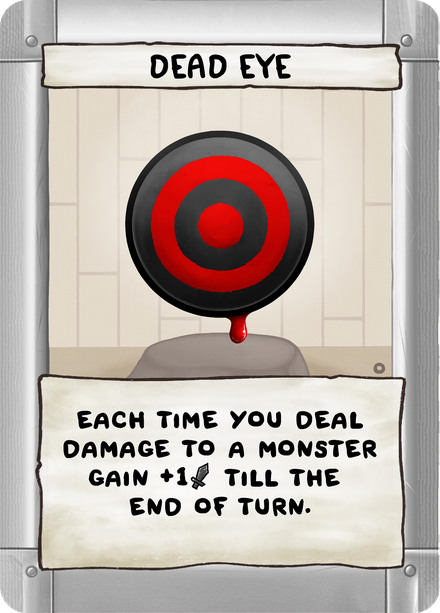 DEAD EYE
EACH TIME YOU DEAL
DAMAGE TO A MONSTER
GAIN +1 TILL THE
END OF TURN.